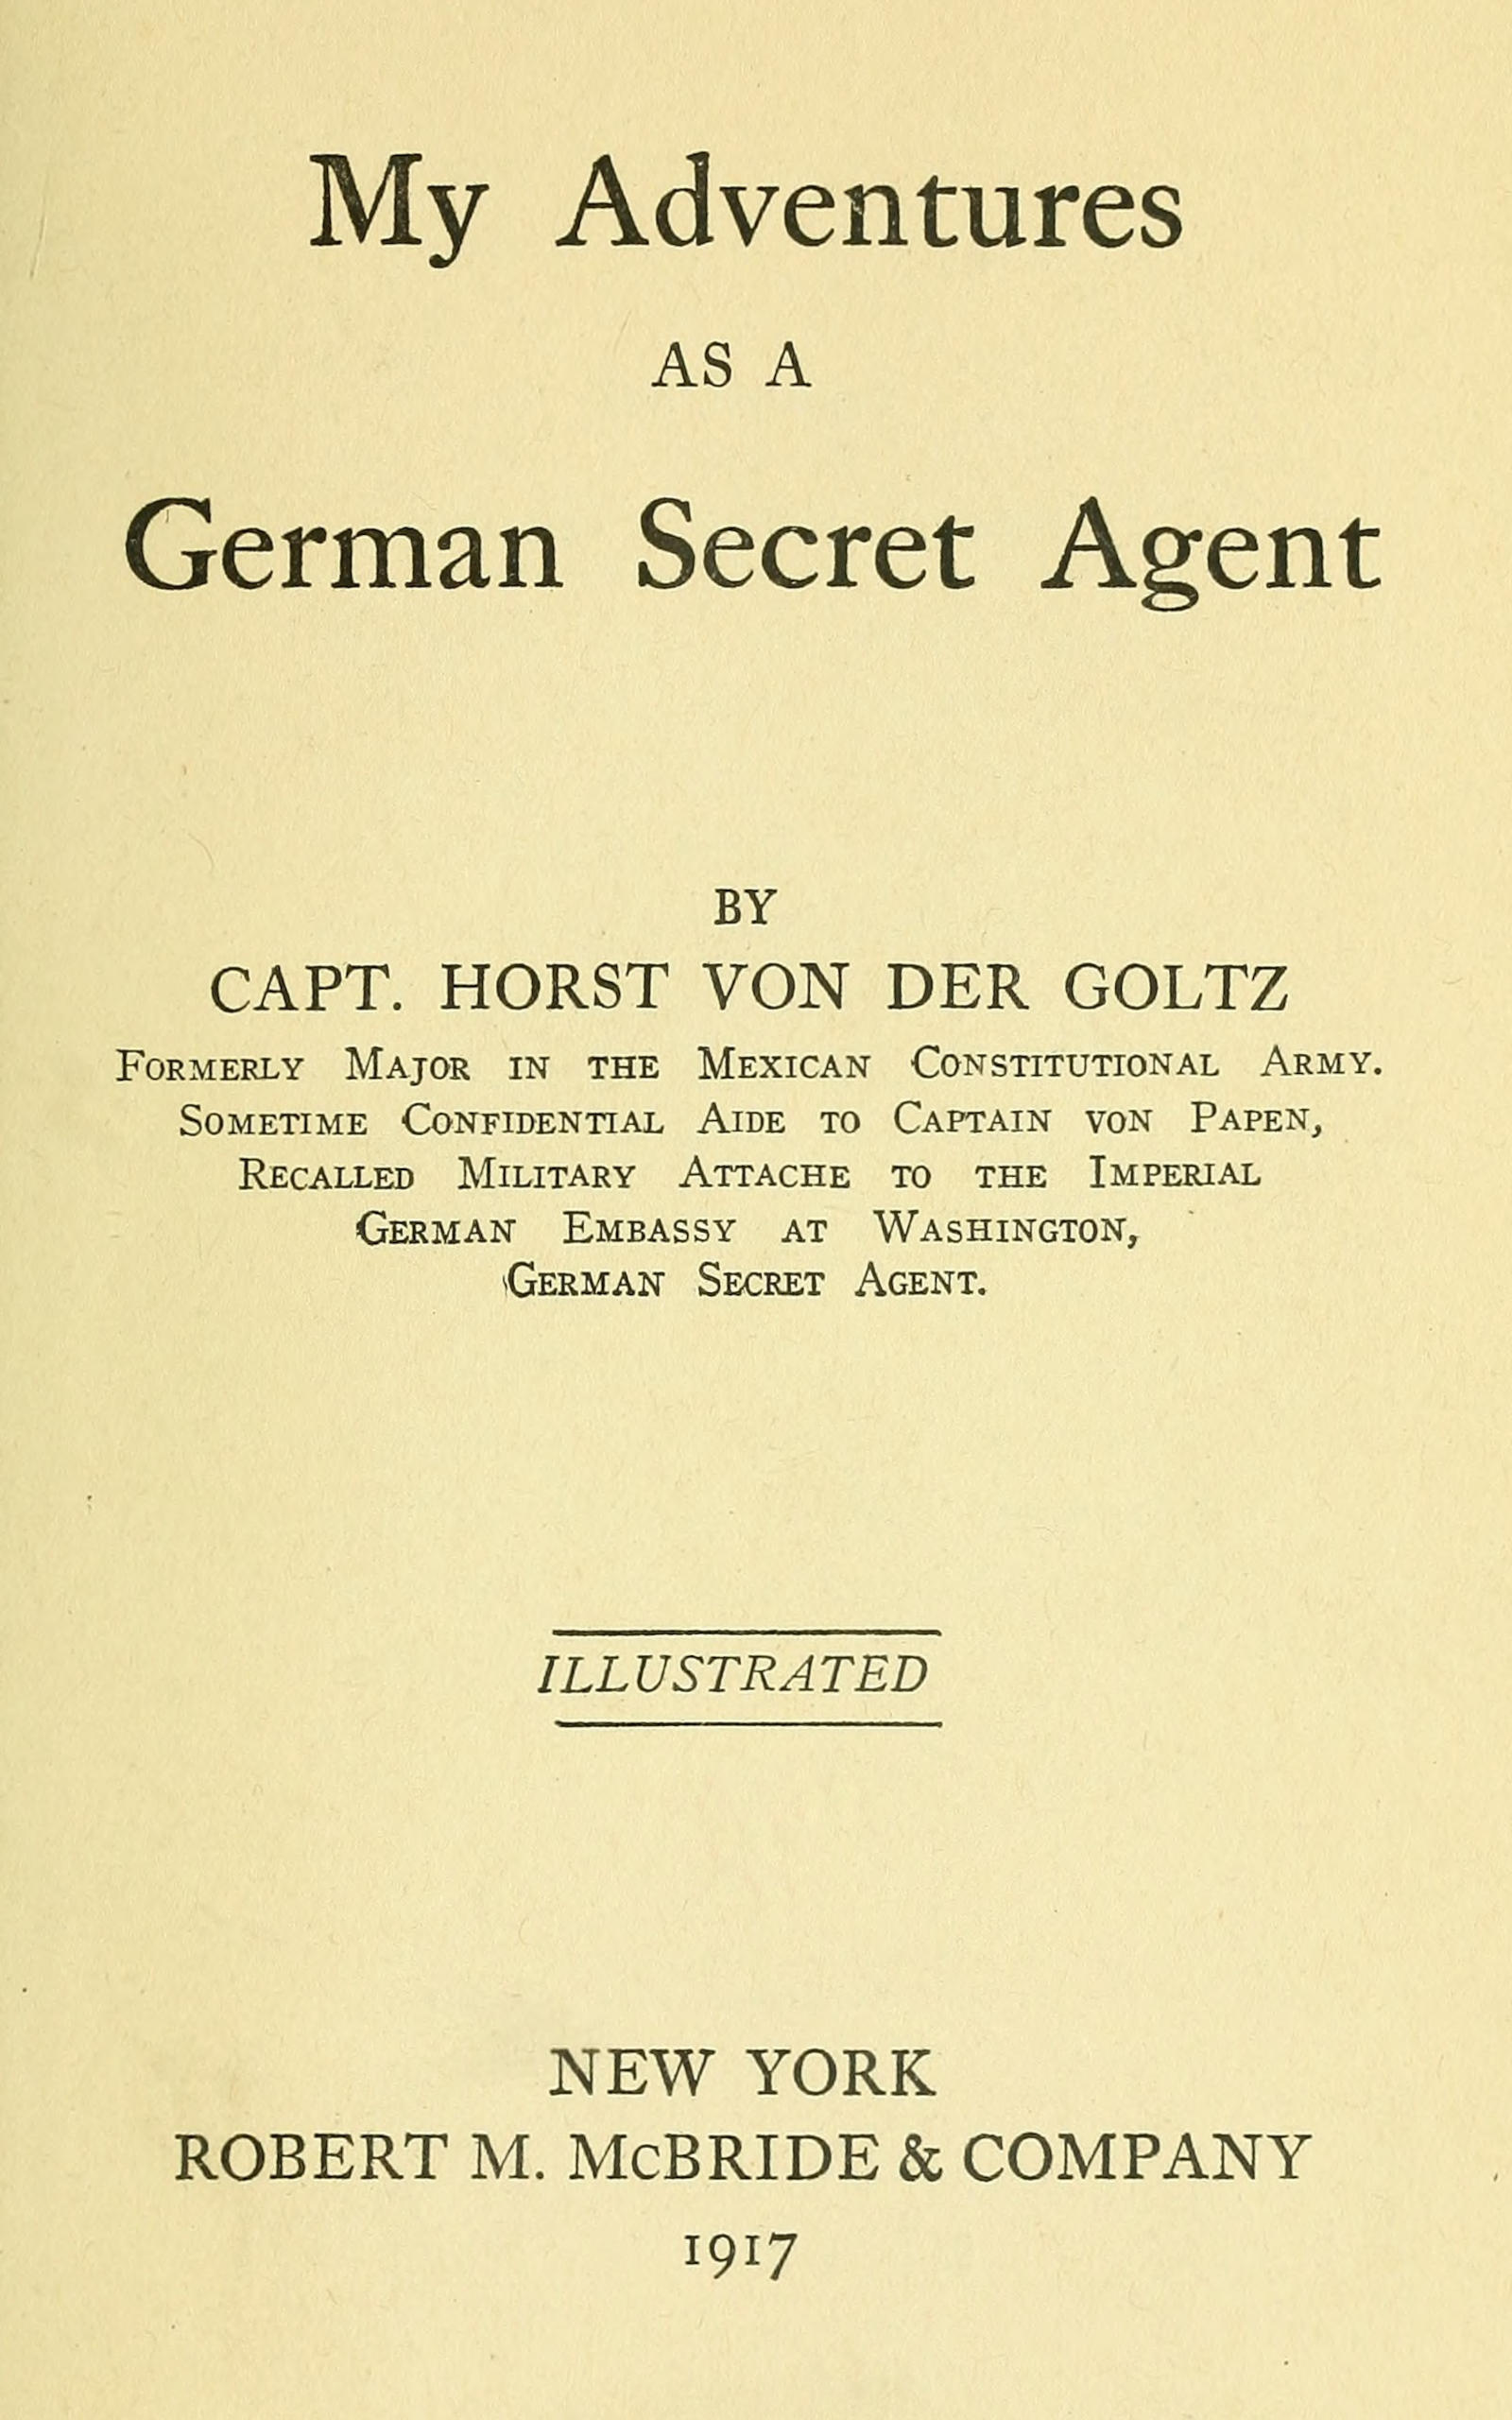 My Adventures
AS A
German Secret Agent
BY
CAPT. HORST VON DER GOLTZ
FORMERLY MAJOR IN THE MEXICAN CONSTITUTIONAL ARMY.
SOMETIME CONFIDENTIAL AIDE TO CAPTAIN VON PAPEN,
RECALLED MILITARY ATTACHE TO THE IMPERIAL
GERMAN EMBASSY AT WASHINGTON,
GERMAN SECRET AGENT.
ILLUSTRATED
NEW YORK
ROBERT M. McBRIDE & COMPANY
1917